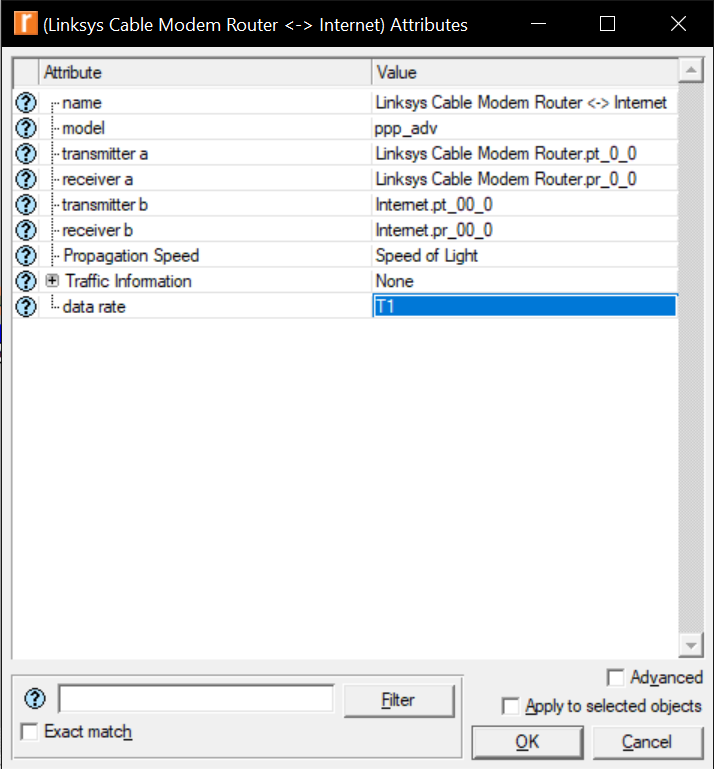 (Linksys Cable Modem Router <-> Internet) Attributes
Attribute Value
name Linksys Cable Modem Router <-> Internet
model ppp_adv
transmitter a Linksys Cable Modem Router.pt_0_0
receiver a Linksys Cable Modem Router.pr_0_0
transmitter b Internet.pt_00_0
receiver b Internet.pr_00_0
Propagation Speed Speed of Light
Traffic Information None
data rate T1
Advanced
Filter
Apply to selected objects
Exact match
OK Cancel